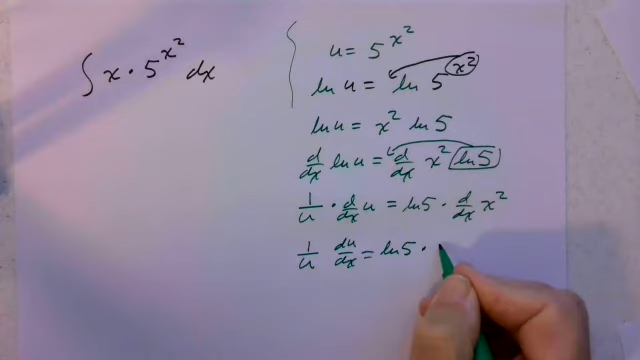 ∫ x · 5^x² dx
u = 5^x²
ln u = ln 5^x²
ln u = x² ln 5
d/dx ln u = d/dx x² ln 5
1/u · d/dx u = ln 5 · d/dx x²
1/u du/dx = ln 5 ·